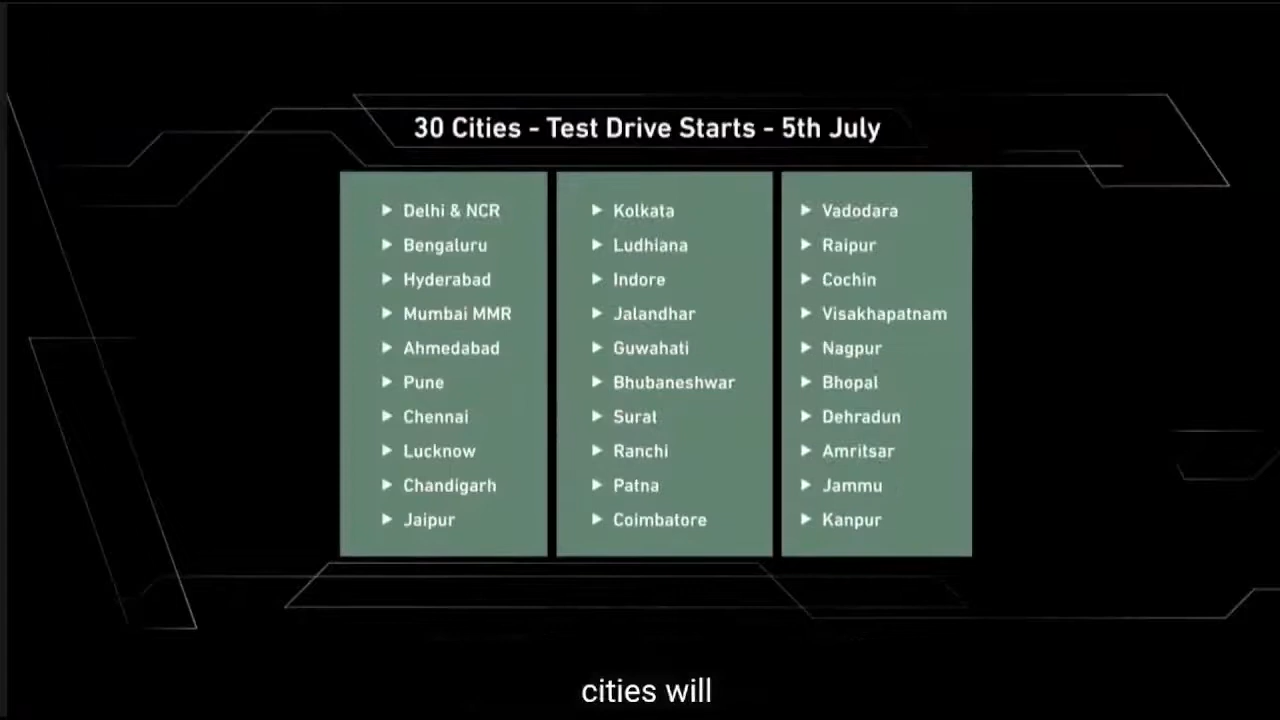 30 Cities - Test Drive Starts - 5th July
Delhi & NCR
Bengaluru
Hyderabad
Mumbai MMR
Ahmedabad
Pune
Chennai
Lucknow
Chandigarh
Jaipur
Kolkata
Ludhiana
Indore
Jalandhar
Guwahati
Bhubaneshwar
Surat
Ranchi
Patna
Coimbatore
Vadodara
Raipur
Cochin
Visakhapatnam
Nagpur
Bhopal
Dehradun
Amritsar
Jammu
Kanpur
cities will